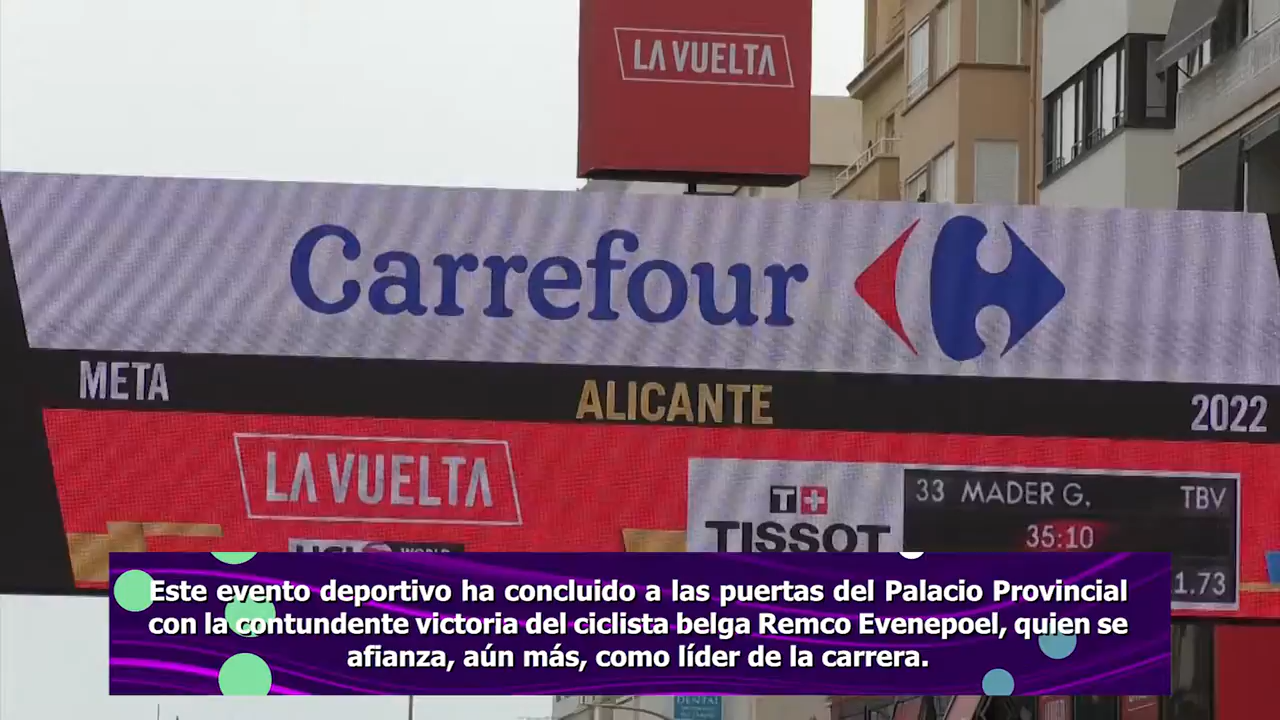 LA VUELTA
Carrefour
META
ALICANTE
2022
LA VUELTA
T+
TISSOT
33 MADER G. TBV
35:10
1.73
Este evento deportivo ha concluido a las puertas del Palacio Provincial
con la contundente victoria del ciclista belga Remco Evenepoel, quien se
afianza, aún más, como líder de la carrera.
DENTAL